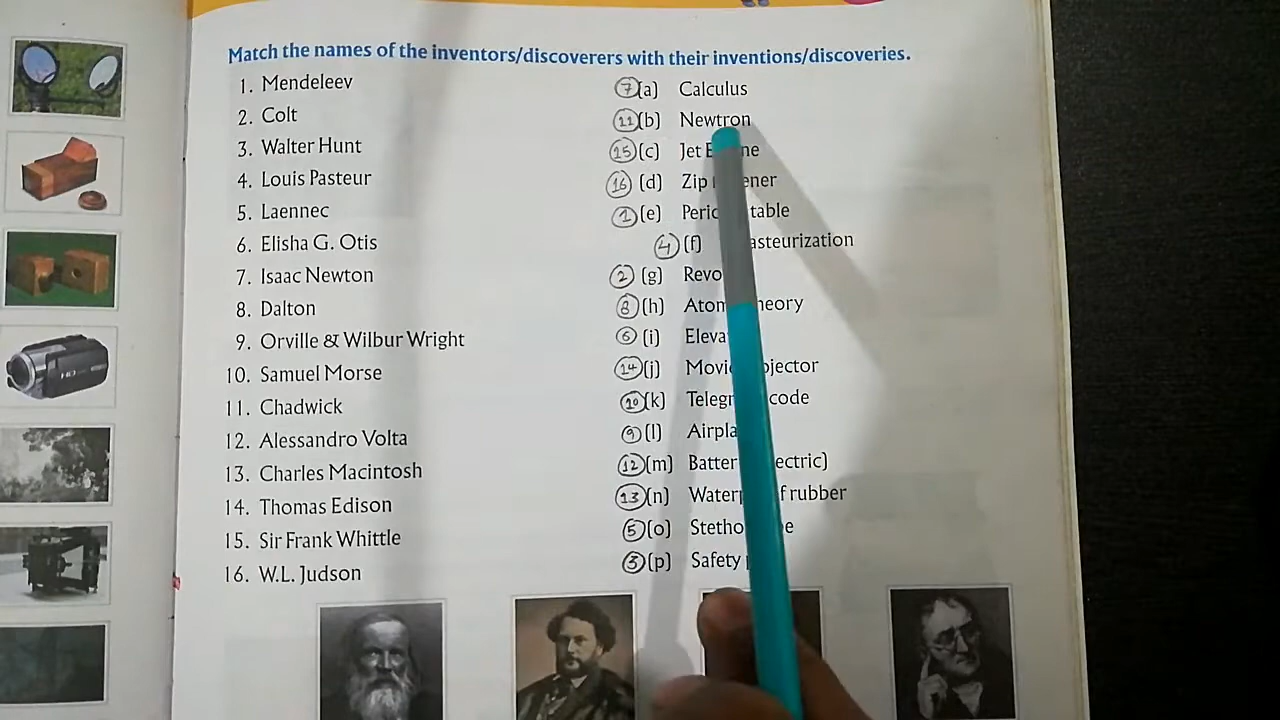 Match the names of the inventors/discoverers with their inventions/discoveries.
1. Mendeleev 7 (a) Calculus
2. Colt 11 (b) Newtron
3. Walter Hunt 15 (c) Jet
4. Louis Pasteur 16 (d) Zip
5. Laennec 1 (e) table
6. Elisha G. Otis 4 (f)
7. Isaac Newton 2 (g)
8. Dalton 8 (h)
9. Orville & Wilbur Wright 6 (i)
10. Samuel Morse 14 (j)
11. Chadwick 10 (k) code
12. Alessandro Volta 9 (l)
13. Charles Macintosh 12 (m)
14. Thomas Edison 13 (n) rubber
15. Sir Frank Whittle 5 (o)
16. W.L. Judson 3 (p) Safety
HD